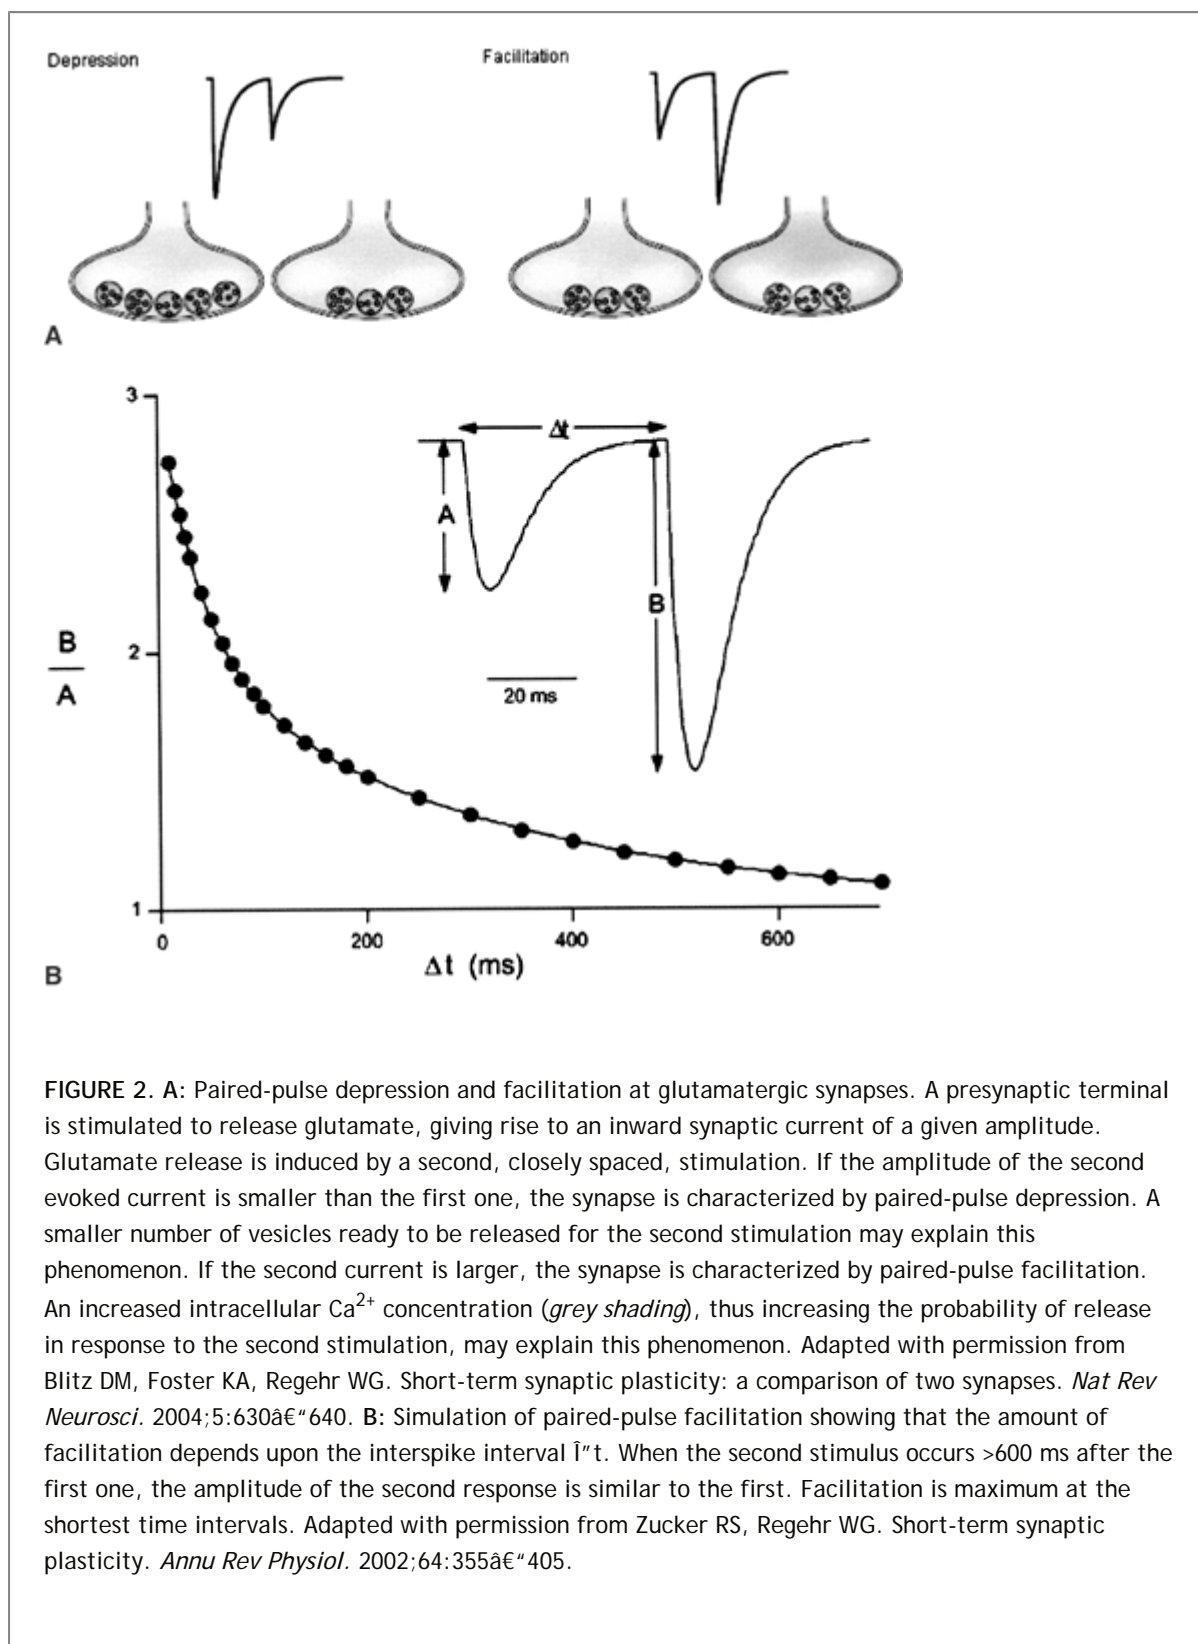 Depression
Facilitation
A
3
Δt
A
B
B
2
A
20 ms
1
0
200
400
600
Δt (ms)
B
FIGURE 2. A: Paired-pulse depression and facilitation at glutamatergic synapses. A presynaptic terminal
is stimulated to release glutamate, giving rise to an inward synaptic current of a given amplitude.
Glutamate release is induced by a second, closely spaced, stimulation. If the amplitude of the second
evoked current is smaller than the first one, the synapse is characterized by paired-pulse depression. A
smaller number of vesicles ready to be released for the second stimulation may explain this
phenomenon. If the second current is larger, the synapse is characterized by paired-pulse facilitation.
An increased intracellular Ca2+ concentration (grey shading), thus increasing the probability of release
in response to the second stimulation, may explain this phenomenon. Adapted with permission from
Blitz DM, Foster KA, Regehr WG. Short-term synaptic plasticity: a comparison of two synapses. Nat Rev
Neurosci. 2004;5:630â€“640. B: Simulation of paired-pulse facilitation showing that the amount of
facilitation depends upon the interspike interval Î”t. When the second stimulus occurs >600 ms after the
first one, the amplitude of the second response is similar to the first. Facilitation is maximum at the
shortest time intervals. Adapted with permission from Zucker RS, Regehr WG. Short-term synaptic
plasticity. Annu Rev Physiol. 2002;64:355â€“405.